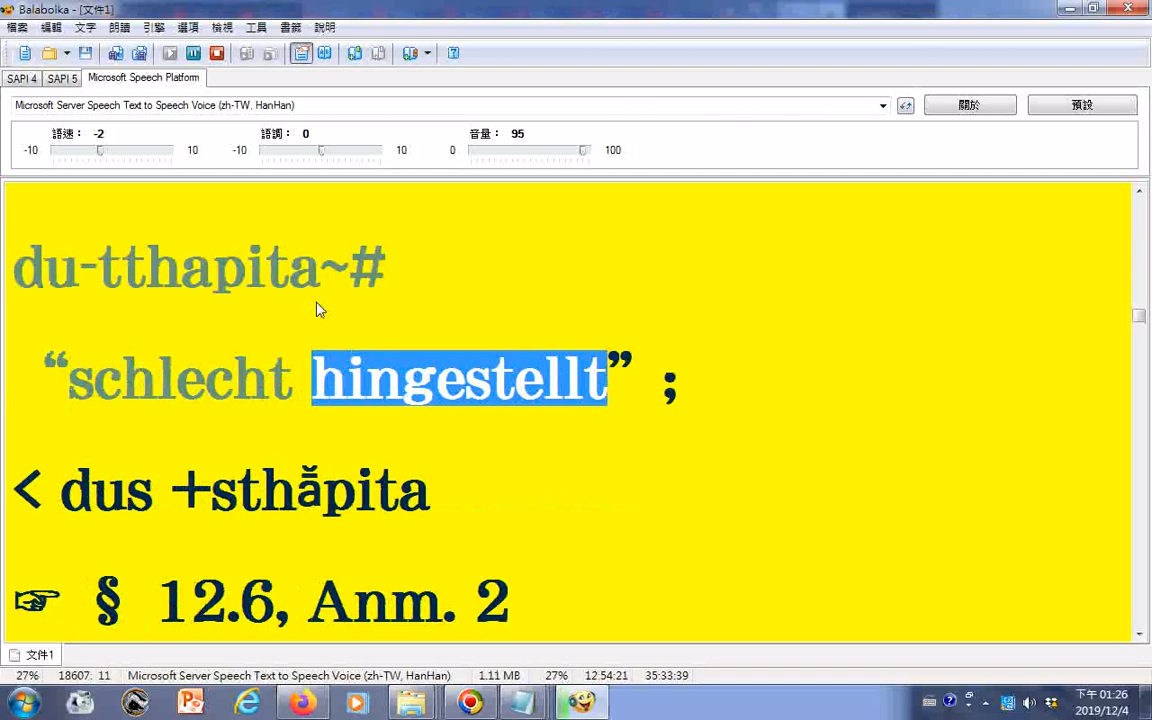 Balabolka - [文件1]
檔案 編輯 文字 朗讀 引擎 選項 檢視 工具 書籤 說明
SAPI 4 SAPI 5 Microsoft Speech Platform
Microsoft Server Speech Text to Speech Voice (zh-TW, HanHan) 關於 預設
語速： -2 語調： 0 音量： 95
-10 10 -10 10 0 100
du-tthapita~#
“schlecht hingestellt” ;
< dus +sthā̆pita
☞ § 12.6, Anm. 2
文件1
27% 18607: 11 Microsoft Server Speech Text to Speech Voice (zh-TW, HanHan) 1.11 MB 27% 12:54:21 35:33:39
下午 01:26
2019/12/4